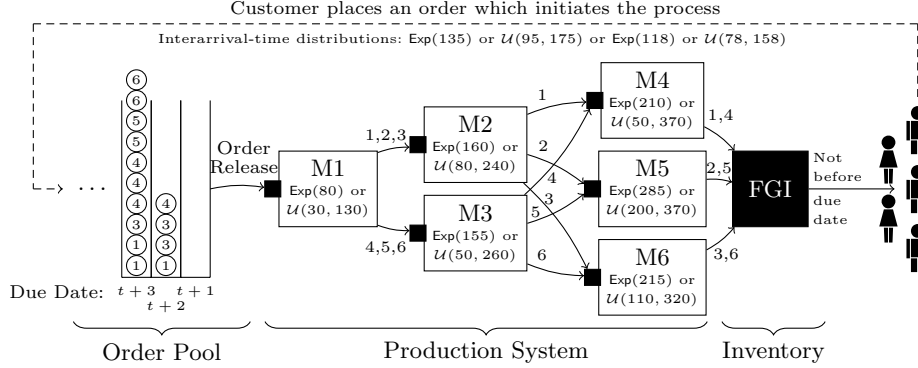 Customer places an order which initiates the process
Interarrival-time distributions: Exp(135) or U(95, 175) or Exp(118) or U(78, 158)
6
6
5
5
4
4
4
3
1
1
4
3
3
1
. . .
Due Date:
t + 3
t + 2
t + 1
Order
Release
M1
Exp(80) or
U(30, 130)
1,2,3
4,5,6
M2
Exp(160) or
U(80, 240)
M3
Exp(155) or
U(50, 260)
1
2
4
3
5
6
M4
Exp(210) or
U(50, 370)
M5
Exp(285) or
U(200, 370)
M6
Exp(215) or
U(110, 320)
1,4
2,5
3,6
FGI
Not
before
due
date
Order Pool
Production System
Inventory